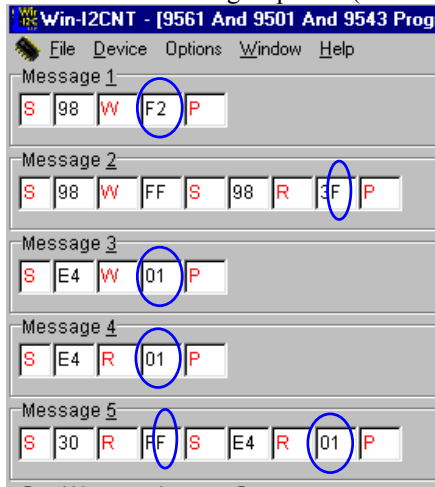 Win-I2CNT - [9561 And 9501 And 9543 Prog
File Device Options Window Help
Message 1
S 98 W F2 P
Message 2
S 98 W FF S 98 R 3F P
Message 3
S E4 W 01 P
Message 4
S E4 R 01 P
Message 5
S 30 R FF S E4 R 01 P